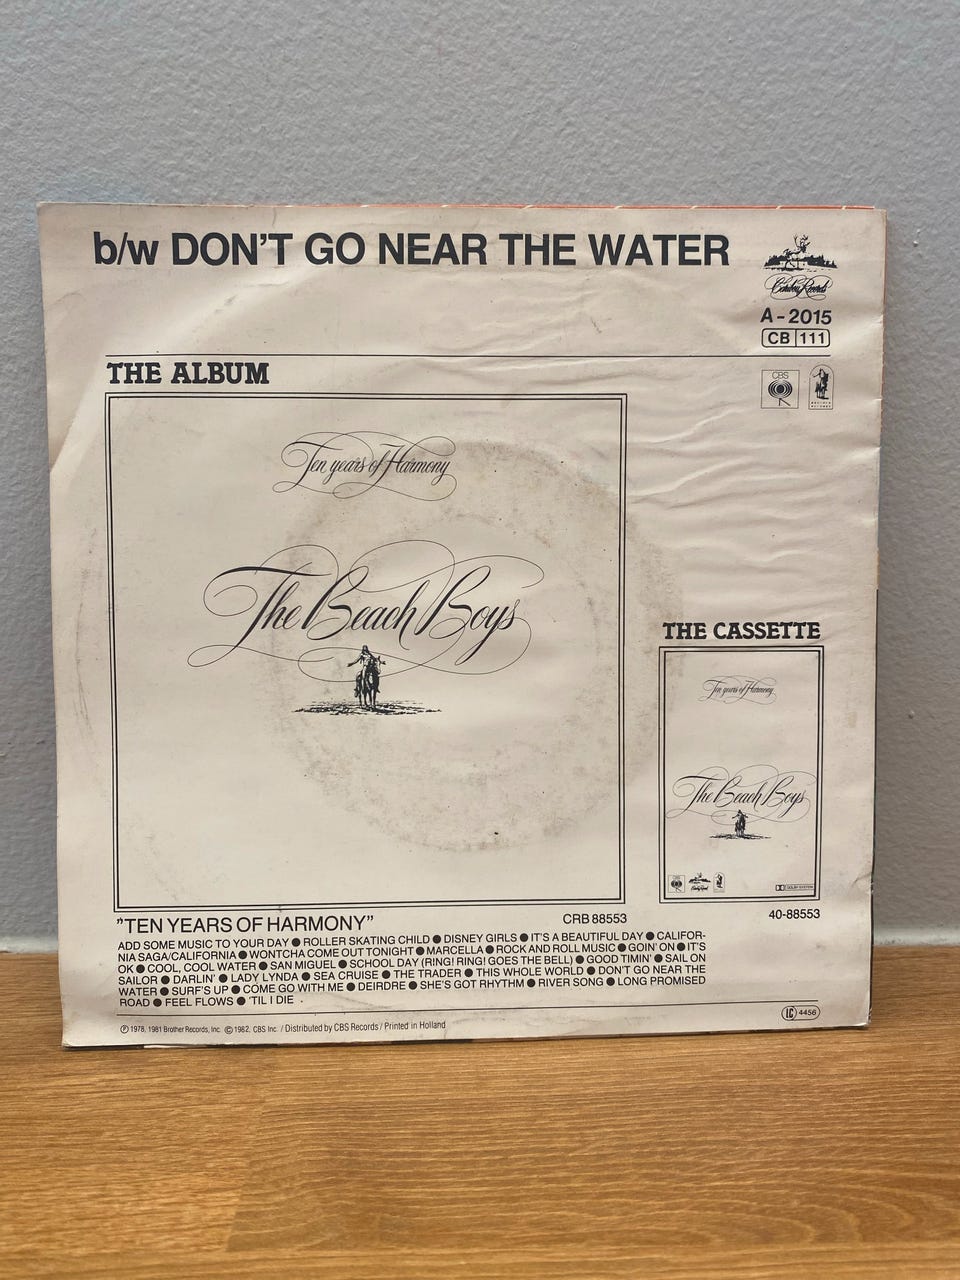 b/w DON'T GO NEAR THE WATER
Caribou Records
A - 2015
CB 111
CBS
BROTHER
RECORDS
THE ALBUM
Ten years of Harmony
The Beach Boys
THE CASSETTE
Ten years of Harmony
The Beach Boys
DOLBY SYSTEM
"TEN YEARS OF HARMONY"
CRB 88553
40-88553
ADD SOME MUSIC TO YOUR DAY ● ROLLER SKATING CHILD ● DISNEY GIRLS ● IT'S A BEAUTIFUL DAY ● CALIFOR-
NIA SAGA/CALIFORNIA ● WONTCHA COME OUT TONIGHT ● MARCELLA ● ROCK AND ROLL MUSIC ● GOIN' ON ● IT'S
OK ● COOL, COOL WATER ● SAN MIGUEL ● SCHOOL DAY (RING! RING! GOES THE BELL) ● GOOD TIMIN' ● SAIL ON
SAILOR ● DARLIN' ● LADY LYNDA ● SEA CRUISE ● THE TRADER ● THIS WHOLE WORLD ● DON'T GO NEAR THE
WATER ● SURF'S UP ● COME GO WITH ME ● DEIRDRE ● SHE'S GOT RHYTHM ● RIVER SONG ● LONG PROMISED
ROAD ● FEEL FLOWS ● 'TIL I DIE
℗ 1978, 1981 Brother Records, Inc. © 1982, CBS Inc. / Distributed by CBS Records / Printed in Holland
LC 4456